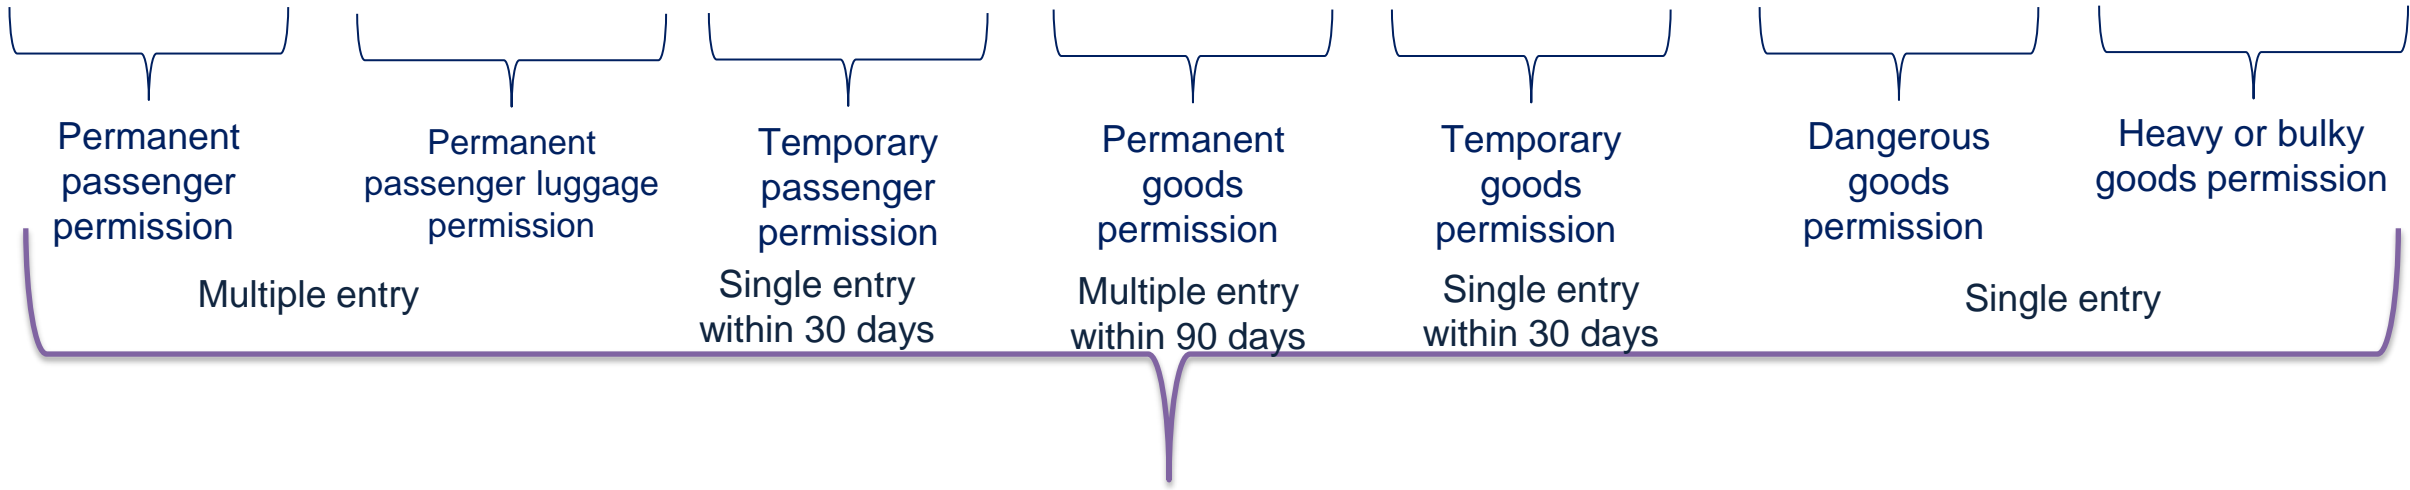 Permanent
passenger
permission
Permanent
passenger luggage
permission
Temporary
passenger
permission
Permanent
goods
permission
Temporary
goods
permission
Dangerous
goods
permission
Heavy or bulky
goods permission
Multiple entry
Single entry
within 30 days
Multiple entry
within 90 days
Single entry
within 30 days
Single entry